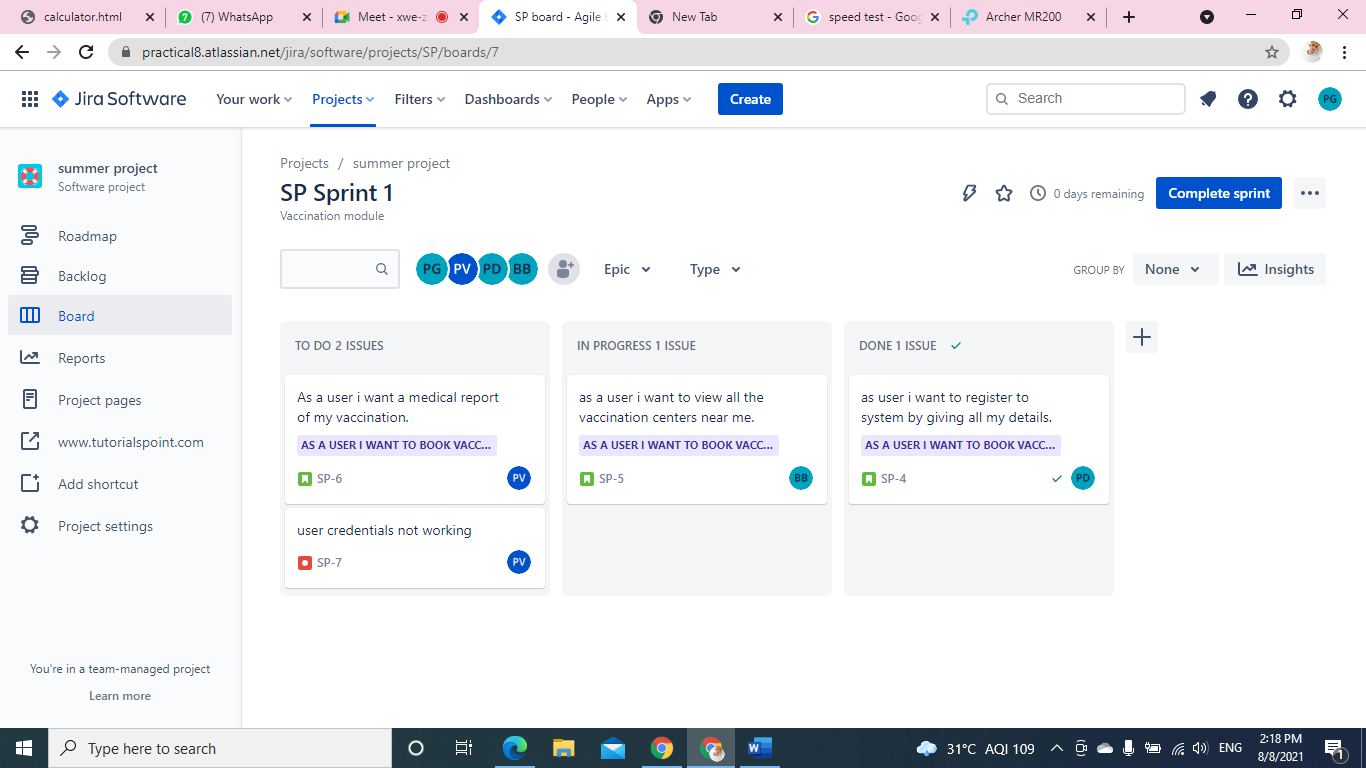 calculator.html
(7) WhatsApp
Meet - xwe-z
SP board - Agile b
New Tab
speed test - Goog
Archer MR200
practical8.atlassian.net/jira/software/projects/SP/boards/7
Jira Software
Your work
Projects
Filters
Dashboards
People
Apps
Create
Search
PG
summer project
Software project
Roadmap
Backlog
Board
Reports
Project pages
www.tutorialspoint.com
Add shortcut
Project settings
You're in a team-managed project
Learn more
Projects / summer project
SP Sprint 1
Vaccination module
0 days remaining
Complete sprint
PG PV PD BB
Epic
Type
GROUP BY
None
Insights
TO DO 2 ISSUES
As a user i want a medical report
of my vaccination.
AS A USER I WANT TO BOOK VACC...
SP-6
PV
user credentials not working
SP-7
PV
IN PROGRESS 1 ISSUE
as a user i want to view all the
vaccination centers near me.
AS A USER I WANT TO BOOK VACC...
SP-5
BB
DONE 1 ISSUE
as user i want to register to
system by giving all my details.
AS A USER I WANT TO BOOK VACC...
SP-4
PD
Type here to search
31°C AQI 109
ENG
2:18 PM
8/8/2021
1